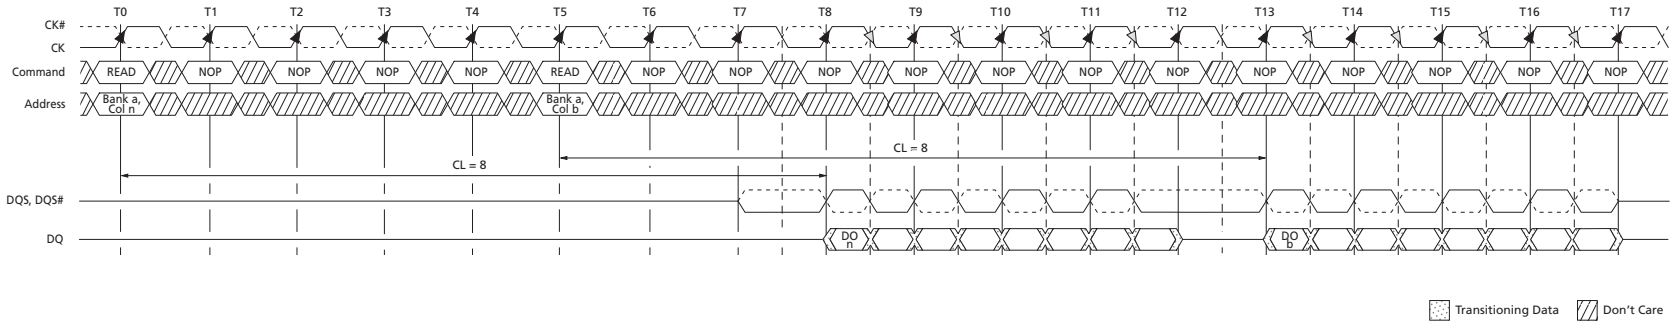 T0 T1 T2 T3 T4 T5 T6 T7 T8 T9 T10 T11 T12 T13 T14 T15 T16 T17
CK#
CK
Command READ NOP NOP NOP NOP READ NOP NOP NOP NOP NOP NOP NOP NOP NOP NOP NOP NOP
Address Bank a, Bank a,
Col n Col b
CL = 8
CL = 8
DQS, DQS#
DQ DO DO
n b
Transitioning Data Don't Care